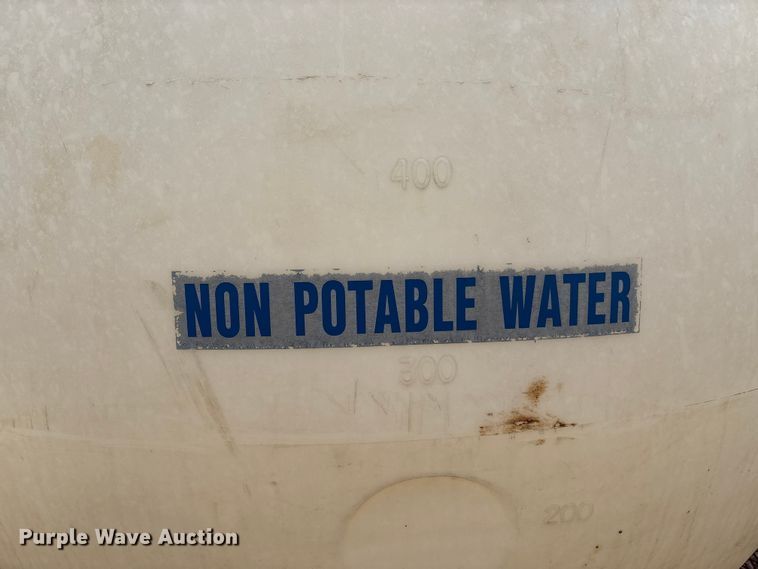 400
NON POTABLE WATER
300
200
Purple Wave Auction